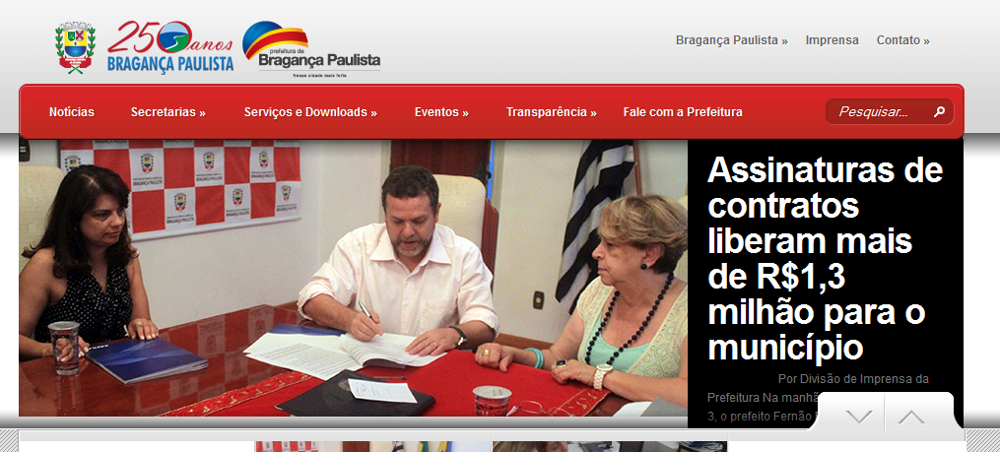 250 anos
BRAGANÇA PAULISTA
prefeitura de
Bragança Paulista
Nossa cidade mais forte
Bragança Paulista »
Imprensa
Contato »
Notícias
Secretarias »
Serviços e Downloads »
Eventos »
Transparência »
Fale com a Prefeitura
Pesquisar...
BRAGANÇA PAULISTA
Assinaturas de
contratos
liberam mais
de R$1,3
milhão para o
município
Por Divisão de Imprensa da
Prefeitura Na manhã
3, o prefeito Fernão